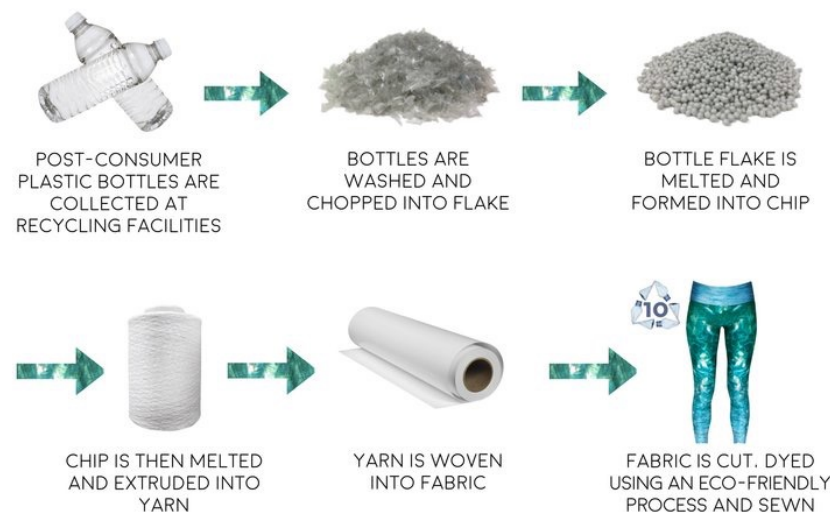 POST-CONSUMER
PLASTIC BOTTLES ARE
COLLECTED AT
RECYCLING FACILITIES
BOTTLES ARE
WASHED AND
CHOPPED INTO FLAKE
BOTTLE FLAKE IS
MELTED AND
FORMED INTO CHIP
CHIP IS THEN MELTED
AND EXTRUDED INTO
YARN
YARN IS WOVEN
INTO FABRIC
10
FABRIC IS CUT. DYED
USING AN ECO-FRIENDLY
PROCESS AND SEWN